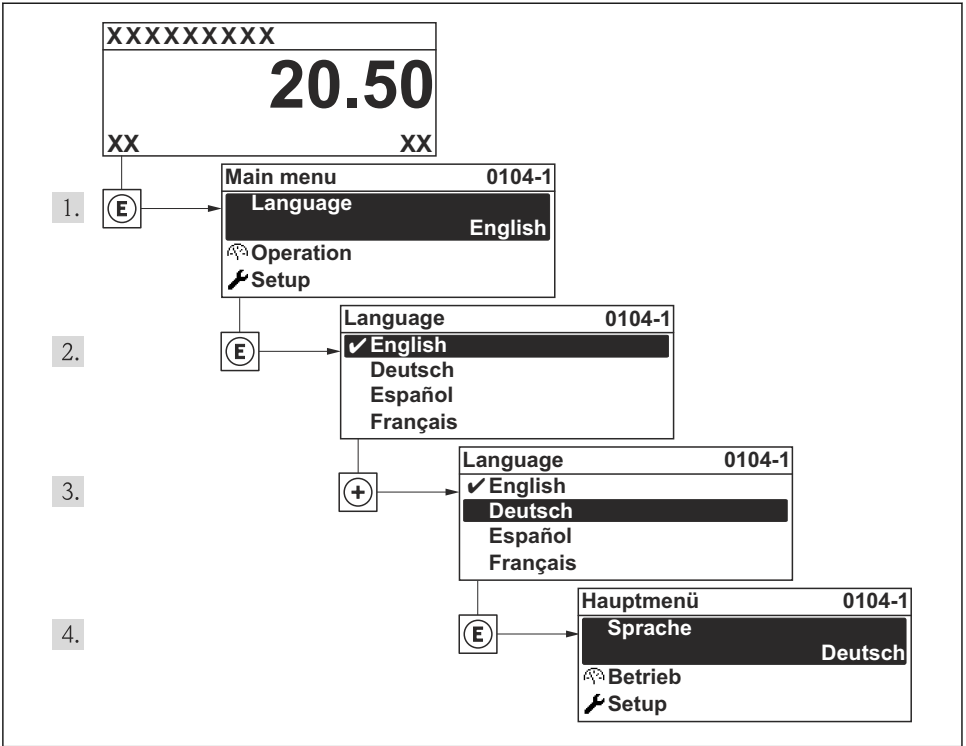 XXXXXXXXX
20.50
XX XX
Main menu 0104-1
1. E
Language
English
Operation
Setup
Language 0104-1
2. E
✔ English
Deutsch
Español
Français
Language 0104-1
3. +
✔ English
Deutsch
Español
Français
Hauptmenü 0104-1
4. E
Sprache
Deutsch
Betrieb
Setup